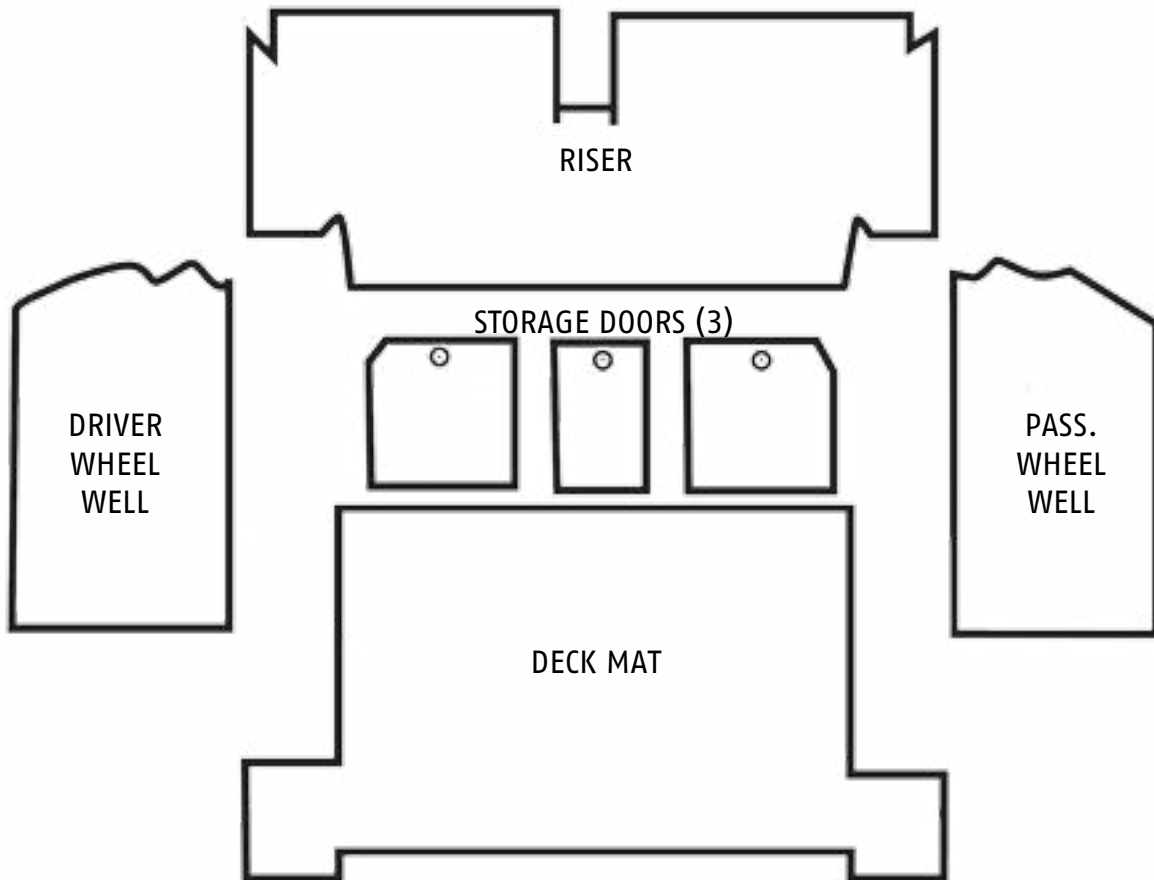 RISER
STORAGE DOORS (3)
DRIVER
WHEEL
WELL
PASS.
WHEEL
WELL
DECK MAT